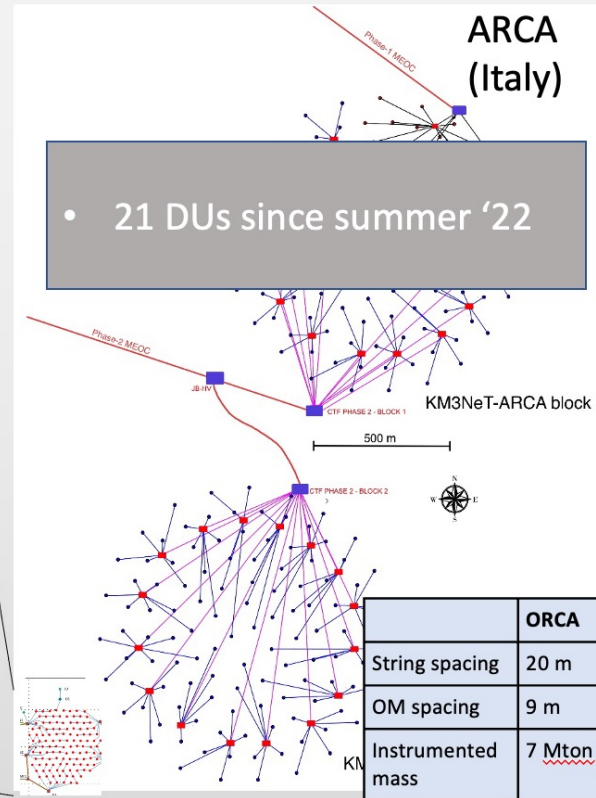 ARCA
(Italy)
Phase-1 MEOC
• 21 DUs since summer ‘22
Phase-2 MEOC
JB-HV
CTF PHASE 2 - BLOCK 1
KM3NeT-ARCA block
500 m
N
W E
S
CTF PHASE 2 - BLOCK 2
KM
ORCA
String spacing 20 m
OM spacing 9 m
Instrumented mass 7 Mton